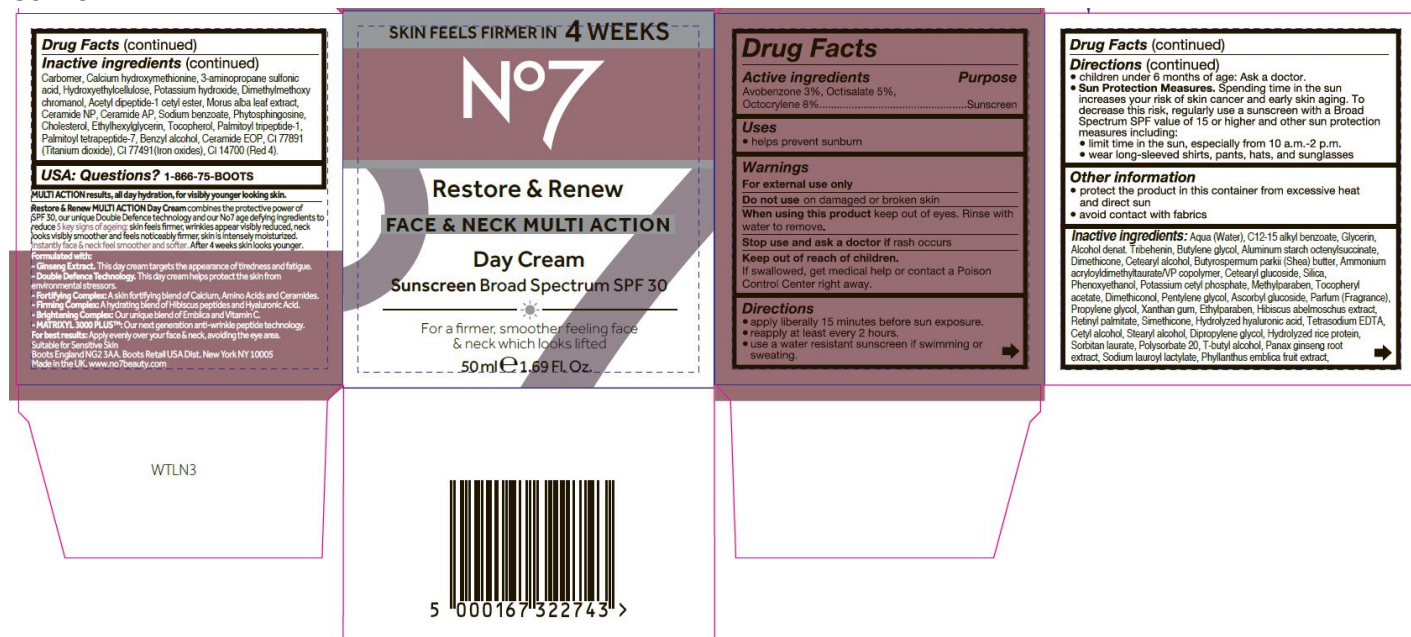 Drug Facts (continued)
Inactive ingredients (continued)
Carbomer, Calcium hydroxymethionine, 3-aminopropane sulfonic
acid, Hydroxyethylcellulose, Potassium hydroxide, Dimethylmethoxy
chromanol, Acetyl dipeptide-1 cetyl ester, Morus alba leaf extract,
Ceramide NP, Ceramide AP, Sodium benzoate, Phytosphingosine,
Cholesterol, Ethylhexylglycerin, Tocopherol, Palmitoyl tripeptide-1,
Palmitoyl tetrapeptide-7, Benzyl alcohol, Ceramide EOP, CI 77891
(Titanium dioxide), CI 77491(Iron oxides), CI 14700 (Red 4).
USA: Questions? 1-866-75-BOOTS
MULTI ACTION results, all day hydration, for visibly younger looking skin.
Restore & Renew MULTI ACTION Day Cream combines the protective power of
SPF 30, our unique Double Defence technology and our No7 age defying ingredients to
reduce 5 key signs of ageing: skin feels firmer, wrinkles appear visibly reduced, neck
looks visibly smoother and feels noticeably firmer, skin is intensely moisturized.
Instantly face & neck feel smoother and softer. After 4 weeks skin looks younger.
Formulated with:
- Ginseng Extract. This day cream targets the appearance of tiredness and fatigue.
- Double Defence Technology. This day cream helps protect the skin from
environmental stressors.
- Fortifying Complex: A skin fortifying blend of Calcium, Amino Acids and Ceramides.
- Firming Complex: A hydrating blend of Hibiscus peptides and Hyaluronic Acid.
- Brightening Complex: Our unique blend of Emblica and Vitamin C.
- MATRIXYL 3000 PLUS™: Our next generation anti-wrinkle peptide technology.
For best results: Apply evenly over your face & neck, avoiding the eye area.
Suitable for Sensitive Skin
Boots England NG2 3AA. Boots Retail USA Dist. New York NY 10005
Made in the UK. www.no7beauty.com
WTLN3
SKIN FEELS FIRMER IN 4 WEEKS
No7
Restore & Renew
FACE & NECK MULTI ACTION
Day Cream
Sunscreen Broad Spectrum SPF 30
For a firmer, smoother feeling face
& neck which looks lifted
50ml ℮ 1.69 Fl. Oz.
5 000167 322743 >
Drug Facts
Active ingredients Purpose
Avobenzone 3%, Octisalate 5%,
Octocrylene 8%......................................Sunscreen
Uses
• helps prevent sunburn
Warnings
For external use only
Do not use on damaged or broken skin
When using this product keep out of eyes. Rinse with
water to remove.
Stop use and ask a doctor if rash occurs
Keep out of reach of children.
If swallowed, get medical help or contact a Poison
Control Center right away.
Directions
• apply liberally 15 minutes before sun exposure.
• reapply at least every 2 hours.
• use a water resistant sunscreen if swimming or
sweating.
Drug Facts (continued)
Directions (continued)
• children under 6 months of age: Ask a doctor.
• Sun Protection Measures. Spending time in the sun
increases your risk of skin cancer and early skin aging. To
decrease this risk, regularly use a sunscreen with a Broad
Spectrum SPF value of 15 or higher and other sun protection
measures including:
• limit time in the sun, especially from 10 a.m.-2 p.m.
• wear long-sleeved shirts, pants, hats, and sunglasses
Other information
• protect the product in this container from excessive heat
and direct sun
• avoid contact with fabrics
Inactive ingredients: Aqua (Water), C12-15 alkyl benzoate, Glycerin,
Alcohol denat. Tribehenin, Butylene glycol, Aluminum starch octenylsuccinate,
Dimethicone, Cetearyl alcohol, Butyrospermum parkii (Shea) butter, Ammonium
acryloyldimethyltaurate/VP copolymer, Cetearyl glucoside, Silica,
Phenoxyethanol, Potassium cetyl phosphate, Methylparaben, Tocopheryl
acetate, Dimethiconol, Pentylene glycol, Ascorbyl glucoside, Parfum (Fragrance),
Propylene glycol, Xanthan gum, Ethylparaben, Hibiscus abelmoschus extract,
Retinyl palmitate, Simethicone, Hydrolyzed hyaluronic acid, Tetrasodium EDTA,
Cetyl alcohol, Stearyl alcohol, Dipropylene glycol, Hydrolyzed rice protein,
Sorbitan laurate, Polysorbate 20, T-butyl alcohol, Panax ginseng root
extract, Sodium lauroyl lactylate, Phyllanthus emblica fruit extract,